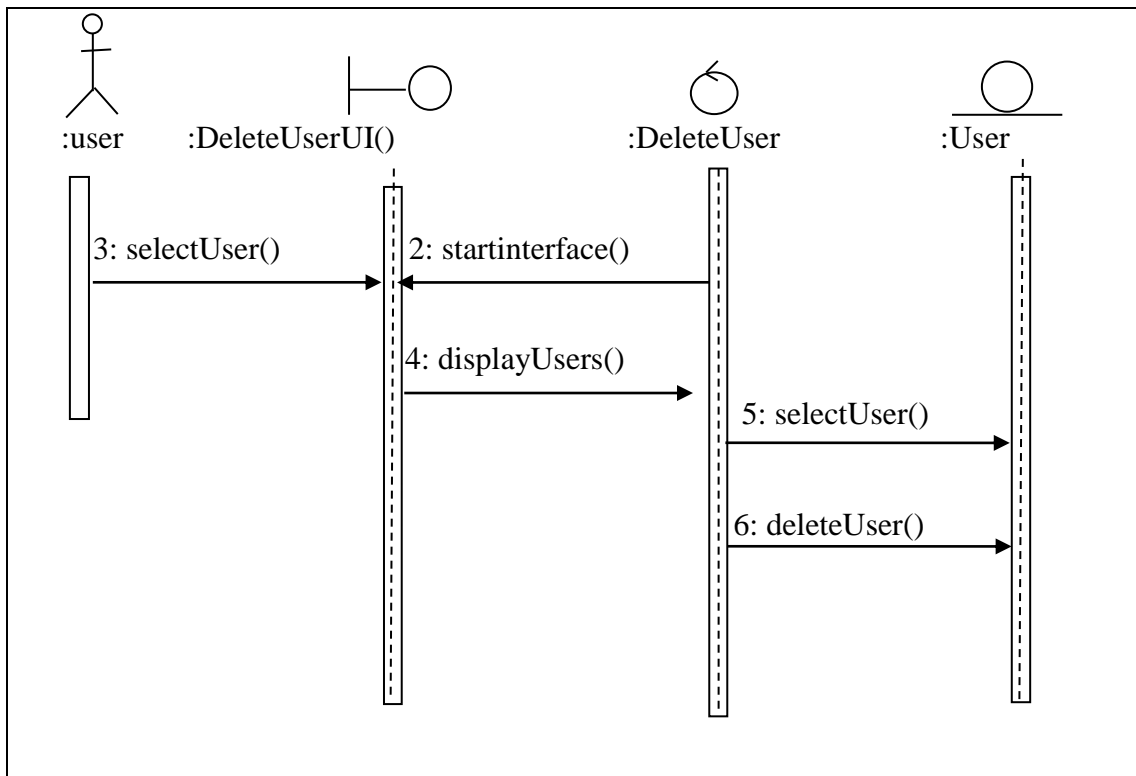 :user
:DeleteUserUI()
:DeleteUser
:User
3: selectUser()
2: startinterface()
4: displayUsers()
5: selectUser()
6: deleteUser()